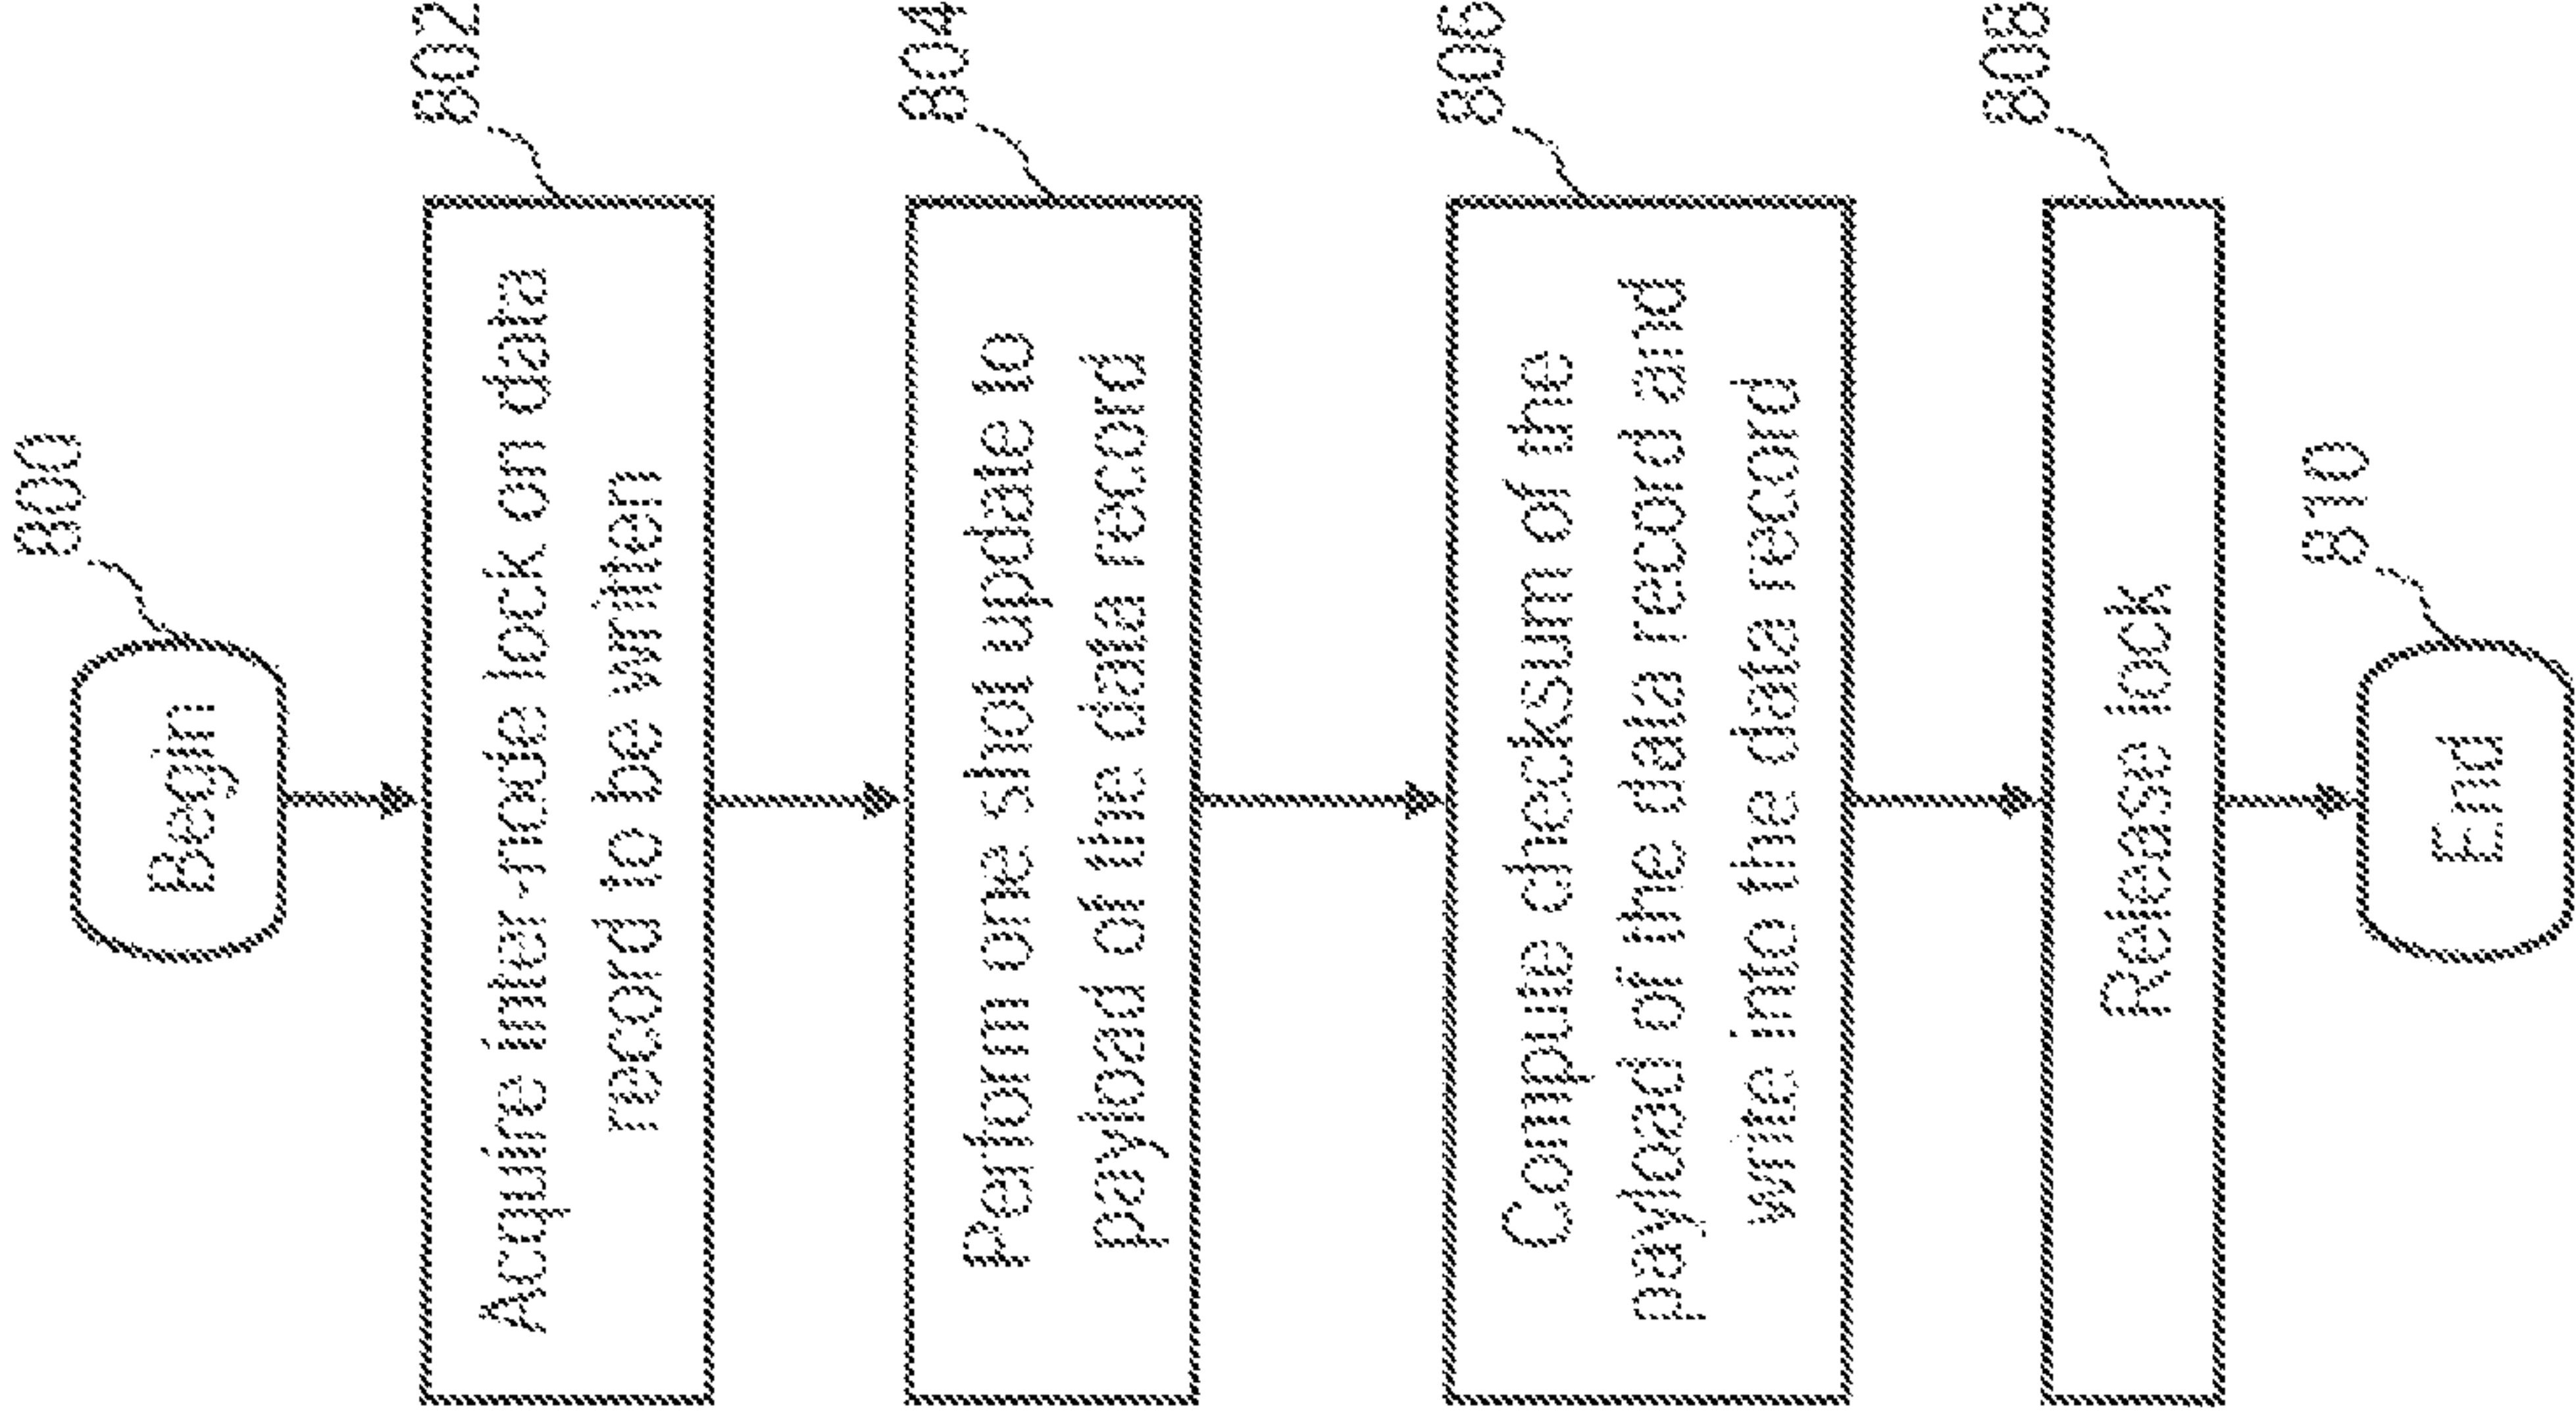 800
Begin
802
Acquire inter-node lock on data
record to be written
804
Perform one shot update to
payload of the data record
806
Compute checksum of the
payload of the data record and
write into the data record
808
Release lock
810
End